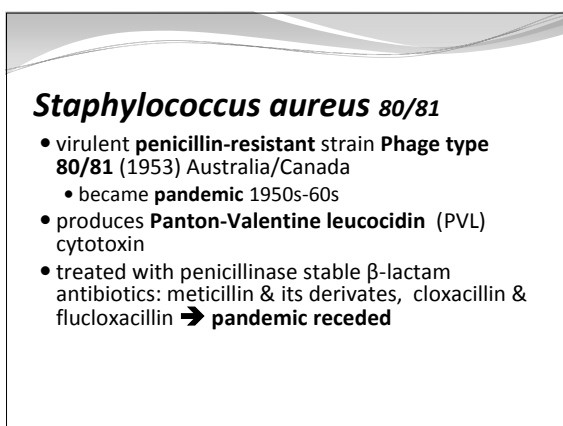 Staphylococcus aureus 80/81
• virulent penicillin-resistant strain Phage type
80/81 (1953) Australia/Canada
• became pandemic 1950s-60s
• produces Panton-Valentine leucocidin (PVL)
cytotoxin
• treated with penicillinase stable β-lactam
antibiotics: meticillin & its derivates, cloxacillin &
flucloxacillin ➔ pandemic receded